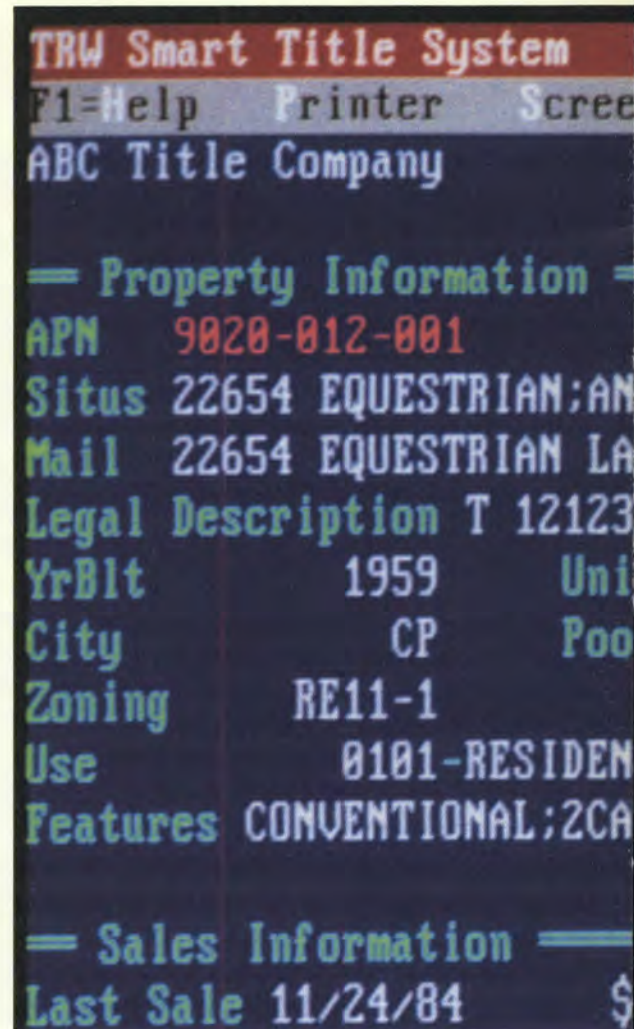 TRW Smart Title System
F1=Help Printer Scree
ABC Title Company
Property Information
APN 9020-012-001
Situs 22654 EQUESTRIAN;AN
Mail 22654 EQUESTRIAN LA
Legal Description T 12123
YrBlt 1959 Uni
City CP Poo
Zoning RE11-1
Use 0101-RESIDEN
Features CONVENTIONAL;2CA
Sales Information
Last Sale 11/24/84 $